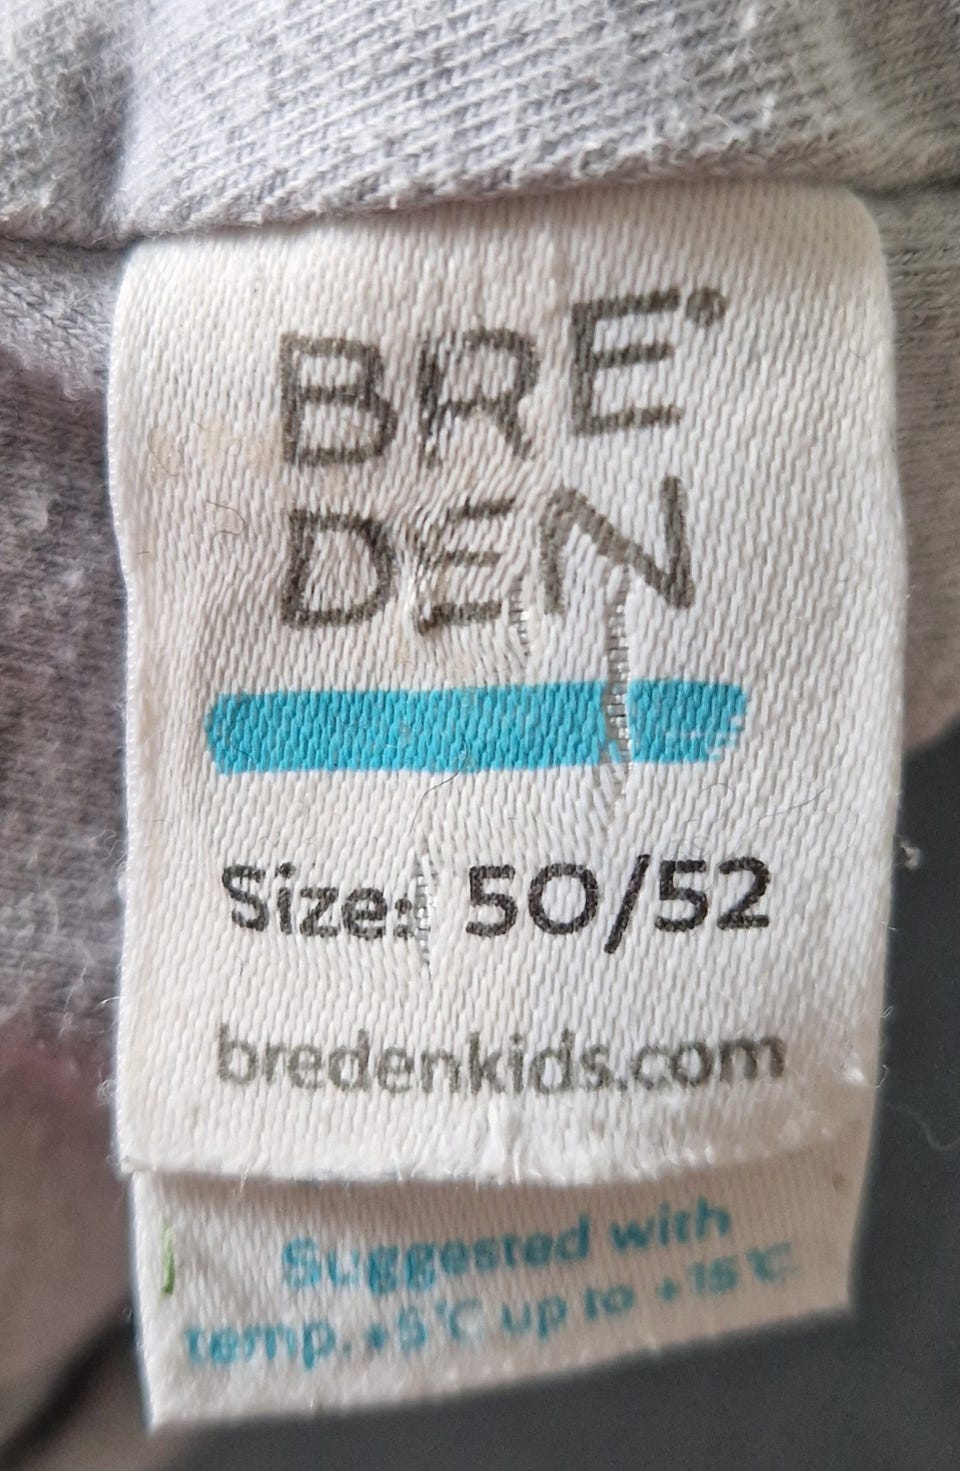 BRE®
DEN
Size: 50/52
bredenkids.com
Suggested with
temp. +5°C up to +15°C